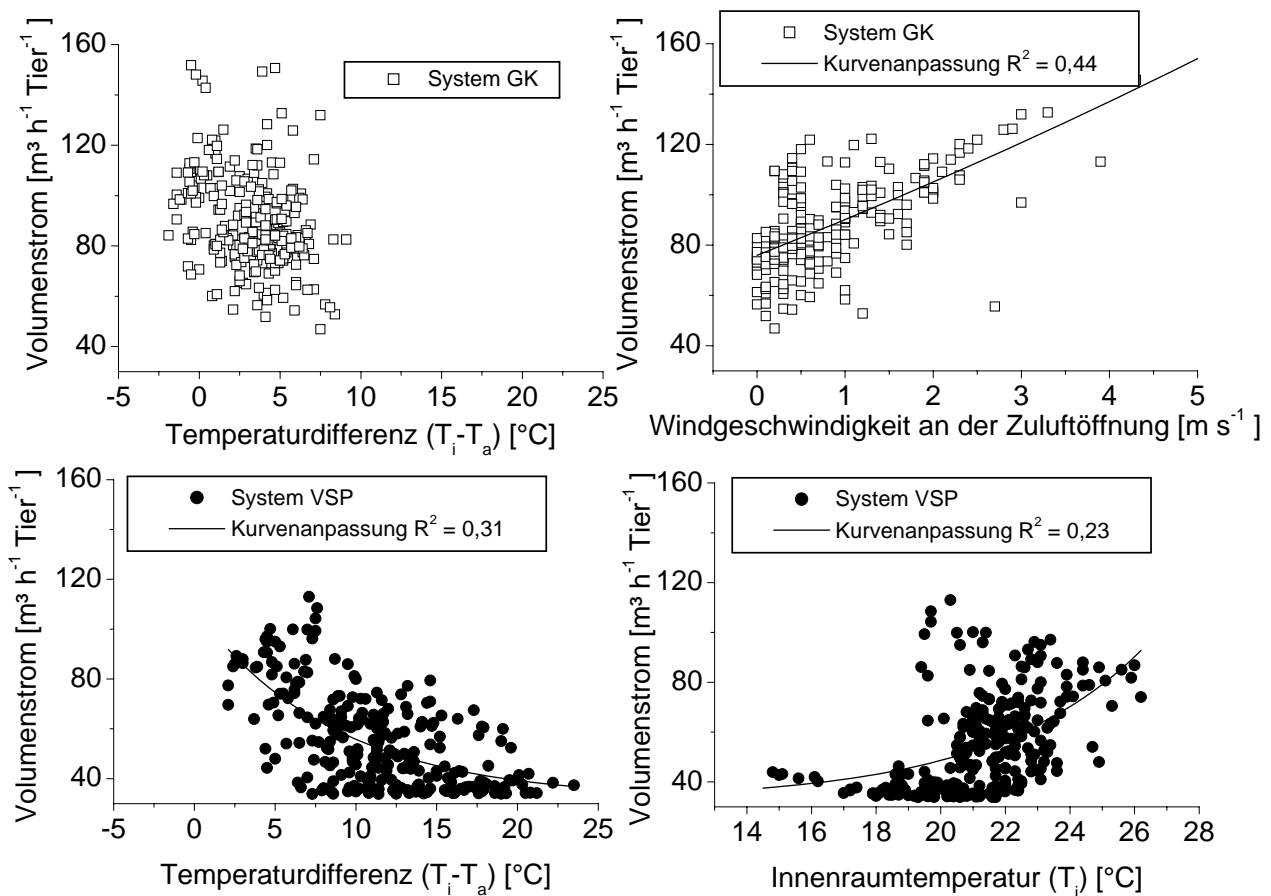 Volumenstrom [m³ h⁻¹ Tier⁻¹ ]
160
120
80
40
System GK
-5 0 5 10 15 20 25
Temperaturdifferenz (Tᵢ-Tₐ) [°C]
Volumenstrom [m³ h⁻¹ Tier⁻¹ ]
160
120
80
40
System GK
Kurvenanpassung R² = 0,44
0 1 2 3 4 5
Windgeschwindigkeit an der Zuluftöffnung [m s⁻¹ ]
Volumenstrom [m³ h⁻¹ Tier⁻¹ ]
160
120
80
40
System VSP
Kurvenanpassung R² = 0,31
0 5 10 15 20 25
Temperaturdifferenz (Tᵢ-Tₐ) [°C]
Volumenstrom [m³ h⁻¹ Tier⁻¹ ]
160
120
80
40
System VSP
Kurvenanpassung R² = 0,23
14 16 18 20 22 24 26 28
Innenraumtemperatur (Tᵢ) [°C]